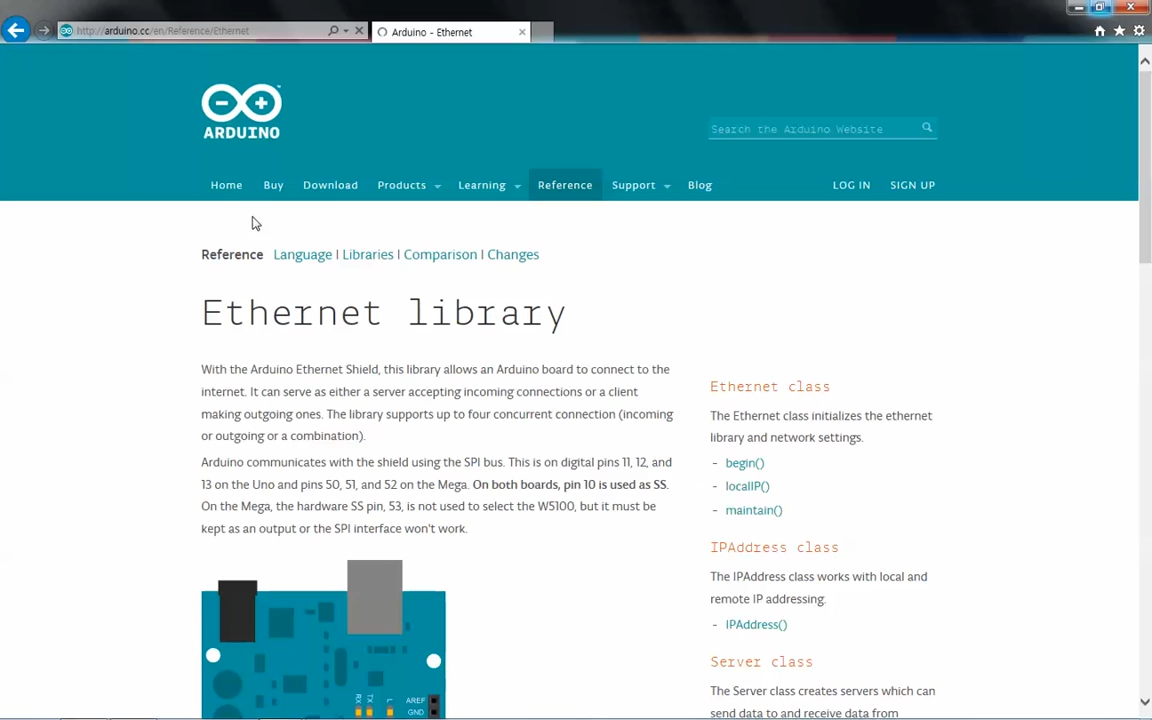 http://arduino.cc/en/Reference/Ethernet
Arduino - Ethernet
ARDUINO
Search the Arduino Website
Home Buy Download Products Learning Reference Support Blog LOG IN SIGN UP
Reference Language | Libraries | Comparison | Changes
Ethernet library
With the Arduino Ethernet Shield, this library allows an Arduino board to connect to the
internet. It can serve as either a server accepting incoming connections or a client
making outgoing ones. The library supports up to four concurrent connection (incoming
or outgoing or a combination).
Arduino communicates with the shield using the SPI bus. This is on digital pins 11, 12, and
13 on the Uno and pins 50, 51, and 52 on the Mega. On both boards, pin 10 is used as SS.
On the Mega, the hardware SS pin, 53, is not used to select the W5100, but it must be
kept as an output or the SPI interface won't work.
RX TX L AREF
GND
Ethernet class
The Ethernet class initializes the ethernet
library and network settings.
- begin()
- localIP()
- maintain()
IPAddress class
The IPAddress class works with local and
remote IP addressing.
- IPAddress()
Server class
The Server class creates servers which can
send data to and receive data from